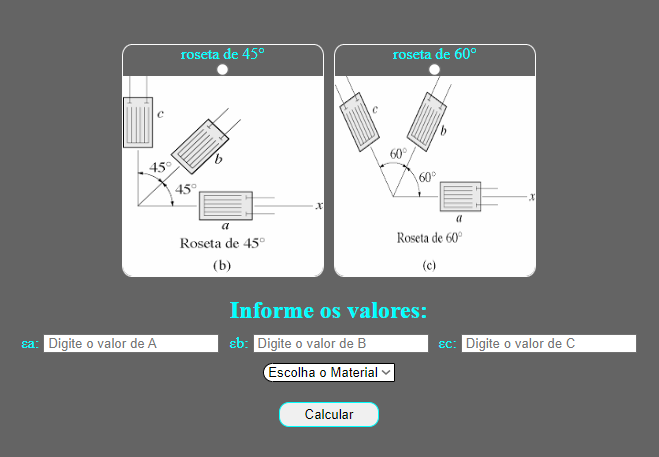 roseta de 45°
c
b
45°
45°
a
x
Roseta de 45°
(b)
roseta de 60°
c
b
60°
60°
a
x
Roseta de 60°
(c)
Informe os valores:
εa: Digite o valor de A εb: Digite o valor de B εc: Digite o valor de C
Escolha o Material
Calcular